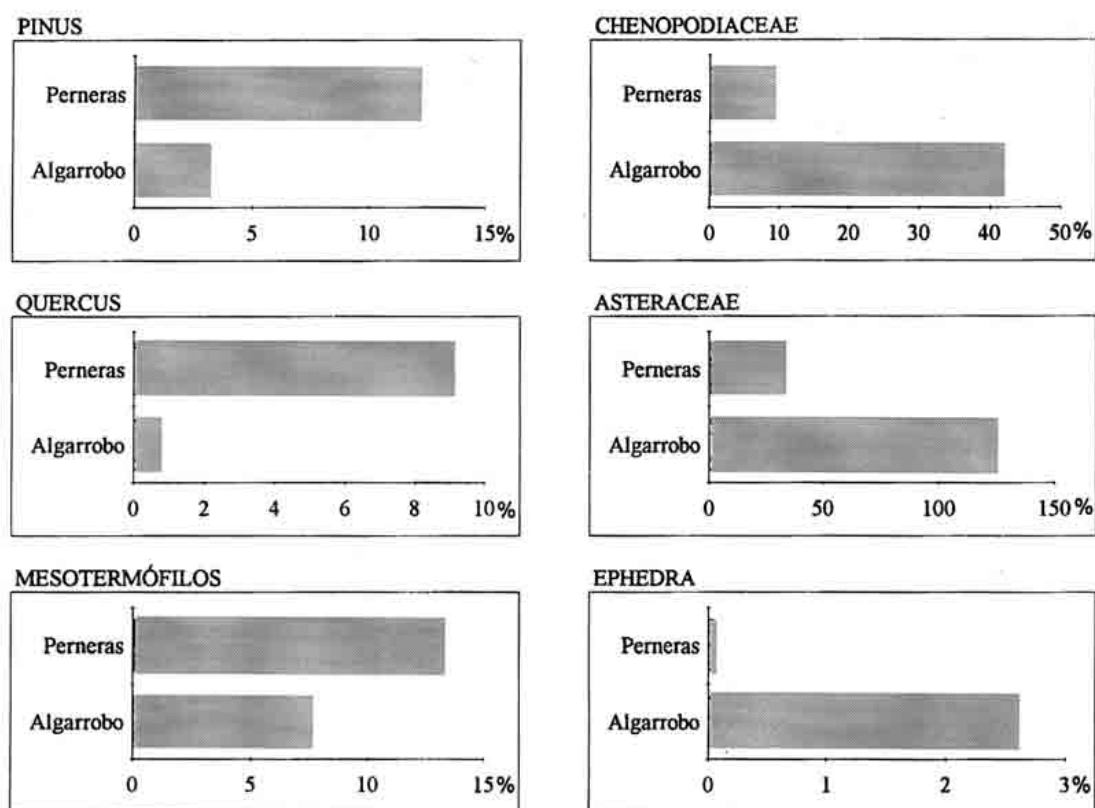 PINUS
Perneras
Algarrobo
0 5 10 15%
CHENOPODIACEAE
Perneras
Algarrobo
0 10 20 30 40 50%
QUERCUS
Perneras
Algarrobo
0 2 4 6 8 10%
ASTERACEAE
Perneras
Algarrobo
0 50 100 150%
MESOTERMÓFILOS
Perneras
Algarrobo
0 5 10 15%
EPHEDRA
Perneras
Algarrobo
0 1 2 3%